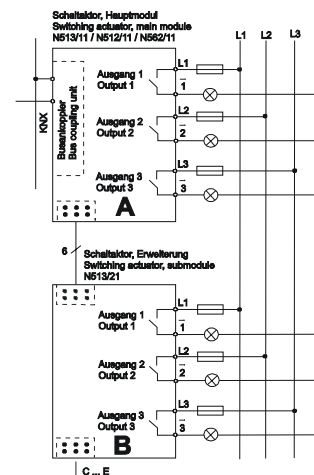 Schaltaktor, Hauptmodul
Switching actuator, main module
N513/11 / N512/11 / N562/11
L1 L2 L3
KNX
Busankoppler
Bus coupling unit
Ausgang 1
Output 1
L1
1
Ausgang 2
Output 2
L2
2
Ausgang 3
Output 3
L3
3
A
6
Schaltaktor, Erweiterung
Switching actuator, submodule
N513/21
Ausgang 1
Output 1
L1
1
Ausgang 2
Output 2
L2
2
Ausgang 3
Output 3
L3
3
B
C ... E